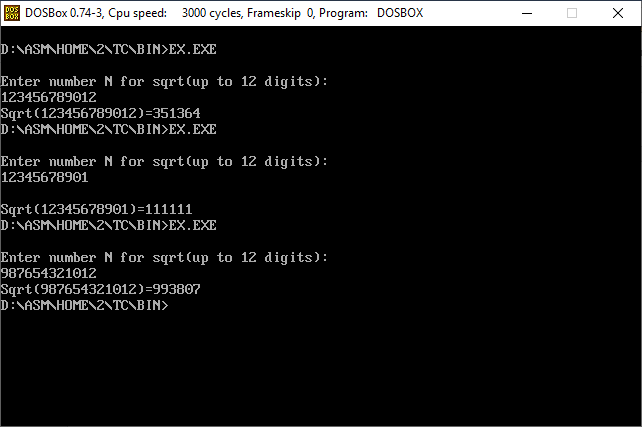 DOS
BOX
DOSBox 0.74-3, Cpu speed: 3000 cycles, Frameskip 0, Program: DOSBOX
D:\ASM\HOME\2\TC\BIN>EX.EXE
Enter number N for sqrt(up to 12 digits):
123456789012
Sqrt(123456789012)=351364
D:\ASM\HOME\2\TC\BIN>EX.EXE
Enter number N for sqrt(up to 12 digits):
12345678901
Sqrt(12345678901)=111111
D:\ASM\HOME\2\TC\BIN>EX.EXE
Enter number N for sqrt(up to 12 digits):
987654321012
Sqrt(987654321012)=993807
D:\ASM\HOME\2\TC\BIN>